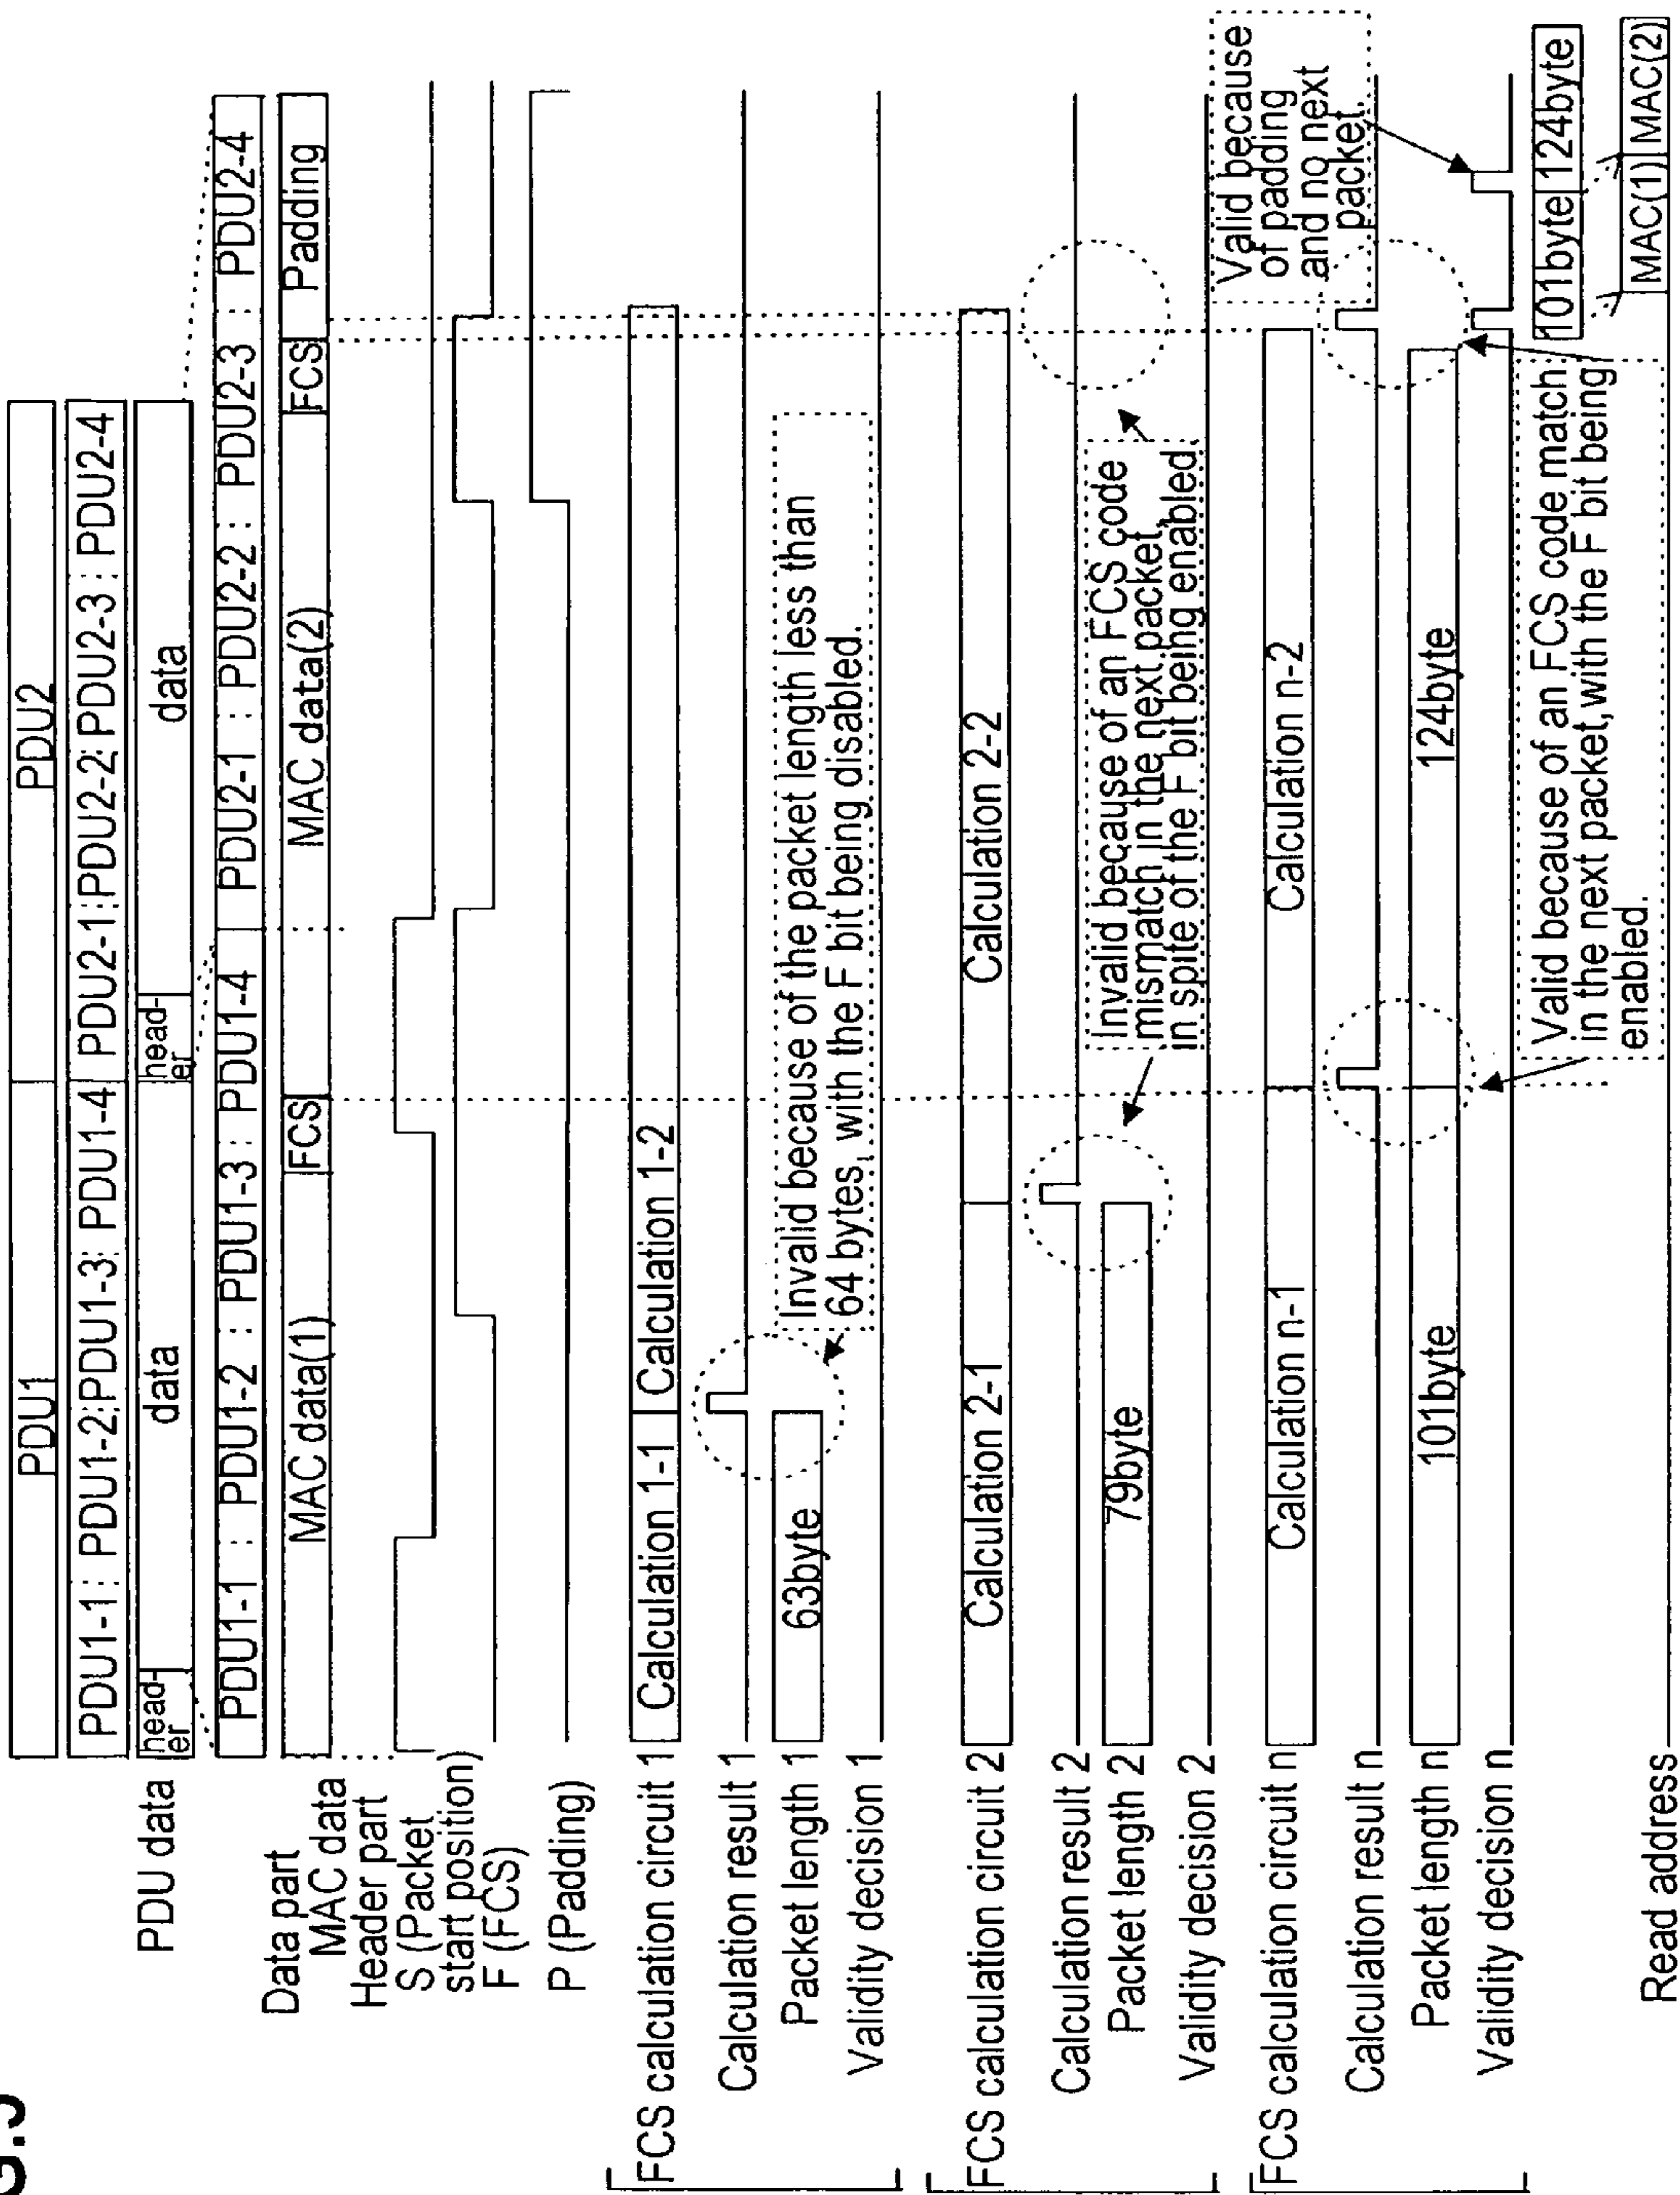 PDU1 PDU2
PDU1-1 PDU1-2 PDU1-3 PDU1-4 PDU2-1 PDU2-2 PDU2-3 PDU2-4
PDU data
head-
er
data
head-
er
data
PDU1-1 PDU1-2 PDU1-3 PDU1-4 PDU2-1 PDU2-2 PDU2-3 PDU2-4
Data part
MAC data
MAC data(1) FCS MAC data(2) FCS Padding
Header part
S (Packet
start position)
F (FCS)
P (Padding)
FCS calculation circuit 1
Calculation 1-1 Calculation 1-2
Calculation result 1
Packet length 1
63byte
Invalid because of the packet length less than
64 bytes, with the F bit being disabled.
Validity decision 1
FCS calculation circuit 2
Calculation 2-1 Calculation 2-2
Calculation result 2
Packet length 2
79byte
Invalid because of an FCS code
mismatch in the next packet,
in spite of the F bit being enabled
Validity decision 2
FCS calculation circuit n
Calculation n-1 Calculation n-2
Calculation result n
Valid because
of padding
and no next
packet.
Packet length n
101byte 124byte
Validity decision n
Valid because of an FCS code match
in the next packet,with the F bit being
enabled.
101byte 124byte
Read address
MAC(1) MAC(2)